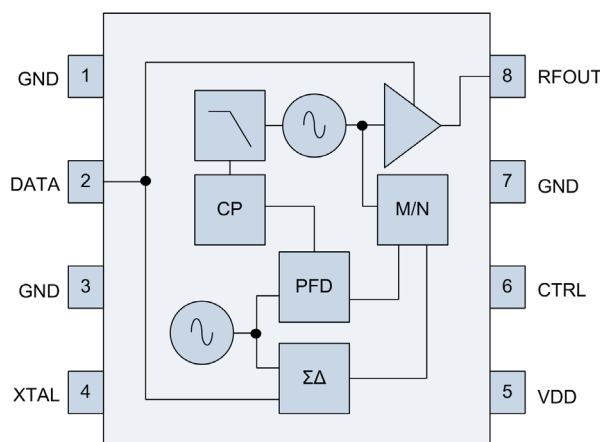 GND 1
8 RFOUT
DATA 2
7 GND
CP
M/N
GND 3
PFD
6 CTRL
XTAL 4
ΣΔ
5 VDD